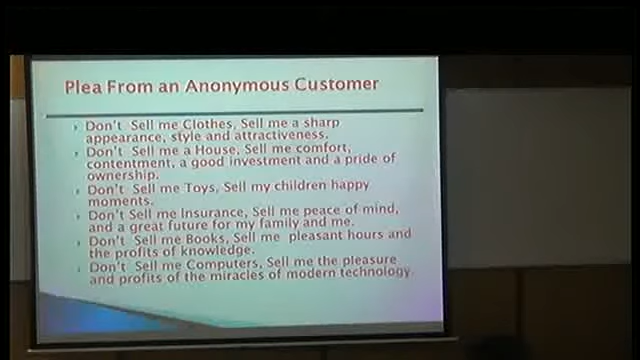 Plea From an Anonymous Customer
Don't Sell me Clothes, Sell me a sharp
appearance, style and attractiveness.
Don't Sell me a House, Sell me comfort,
contentment, a good investment and a pride of
ownership.
Don't Sell me Toys, Sell my children happy
moments.
Don't Sell me Insurance, Sell me peace of mind,
and a great future for my family and me.
Don't Sell me Books, Sell me pleasant hours and
the profits of knowledge.
Don't Sell me Computers, Sell me the pleasure
and profits of the miracles of modern technology